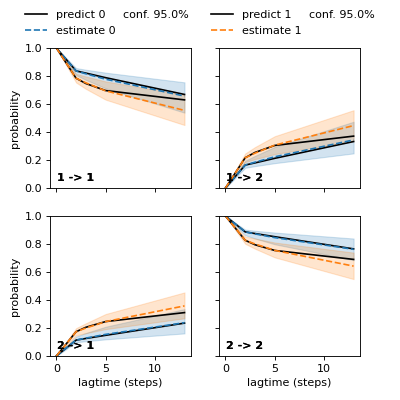 predict 0 conf. 95.0% predict 1 conf. 95.0%
estimate 0 estimate 1
1.0
0.8
0.6
0.4
0.2
0.0
probability
1 -> 1
1 -> 2
1.0
0.8
0.6
0.4
0.2
0.0
probability
2 -> 1
2 -> 2
0 5 10 0 5 10
lagtime (steps) lagtime (steps)